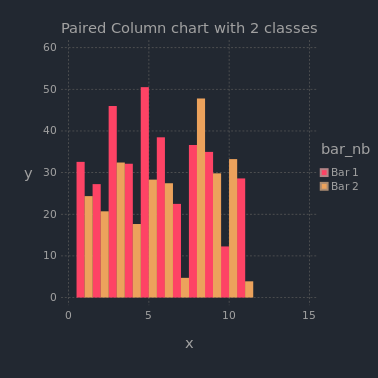 Paired Column chart with 2 classes
60
50
40
30
20
10
0
y
0 5 10 15
x
bar_nb
Bar 1
Bar 2